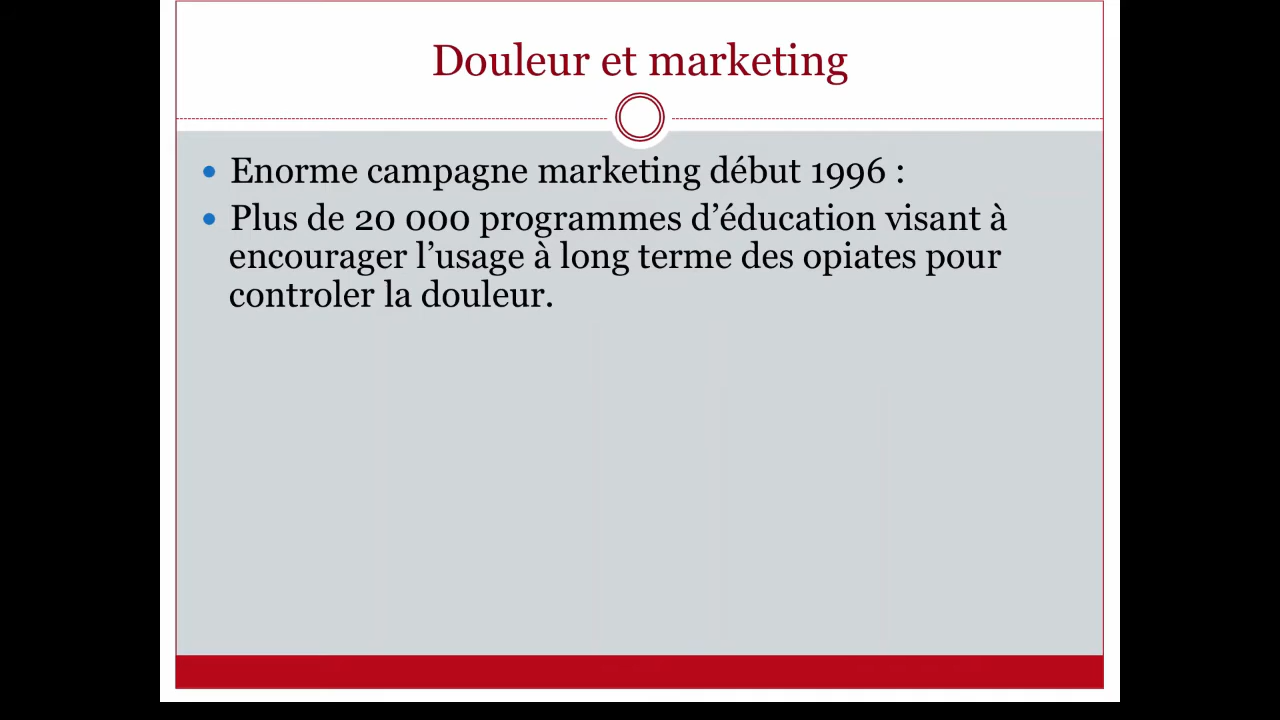 Douleur et marketing
• Enorme campagne marketing début 1996 :
• Plus de 20 000 programmes d’éducation visant à
encourager l’usage à long terme des opiates pour
controler la douleur.